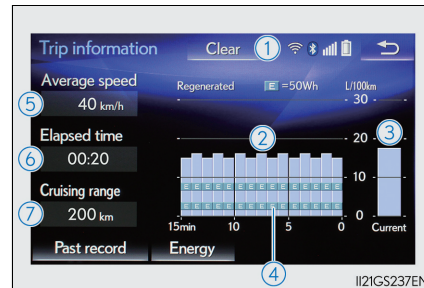 Trip information Clear 1
Average speed
Regenerated E =50Wh L/100km
5 40 km/h
30
Elapsed time
2 20 3
6 00:20
E E E E E E E E E E E E E E E
10
Cruising range
E E E E E E E E E E E E E E E
7 200 km
0
15min 10 5 0 Current
Past record Energy
4
II21GS237EN